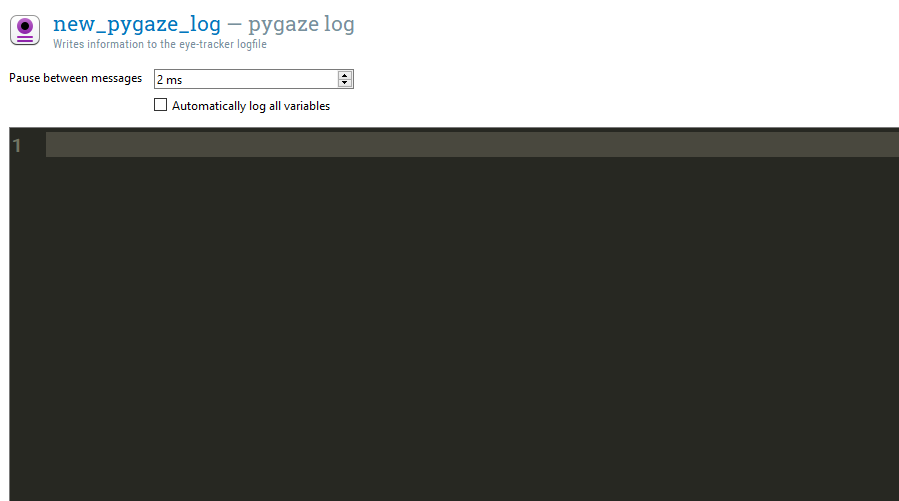 new_pygaze_log — pygaze log
Writes information to the eye-tracker logfile
Pause between messages 2 ms
Automatically log all variables
1